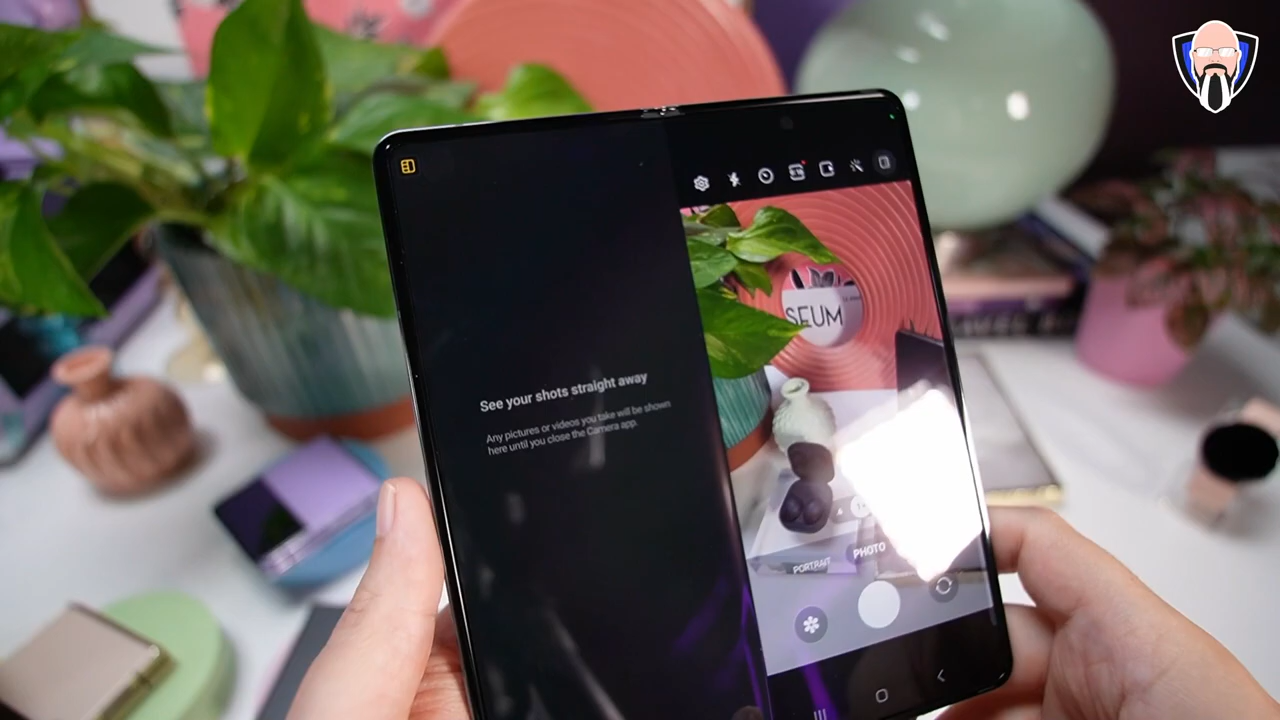 See your shots straight away
Any pictures or videos you take will be shown
here until you close the Camera app.
SEUM
PORTRAIT
PHOTO